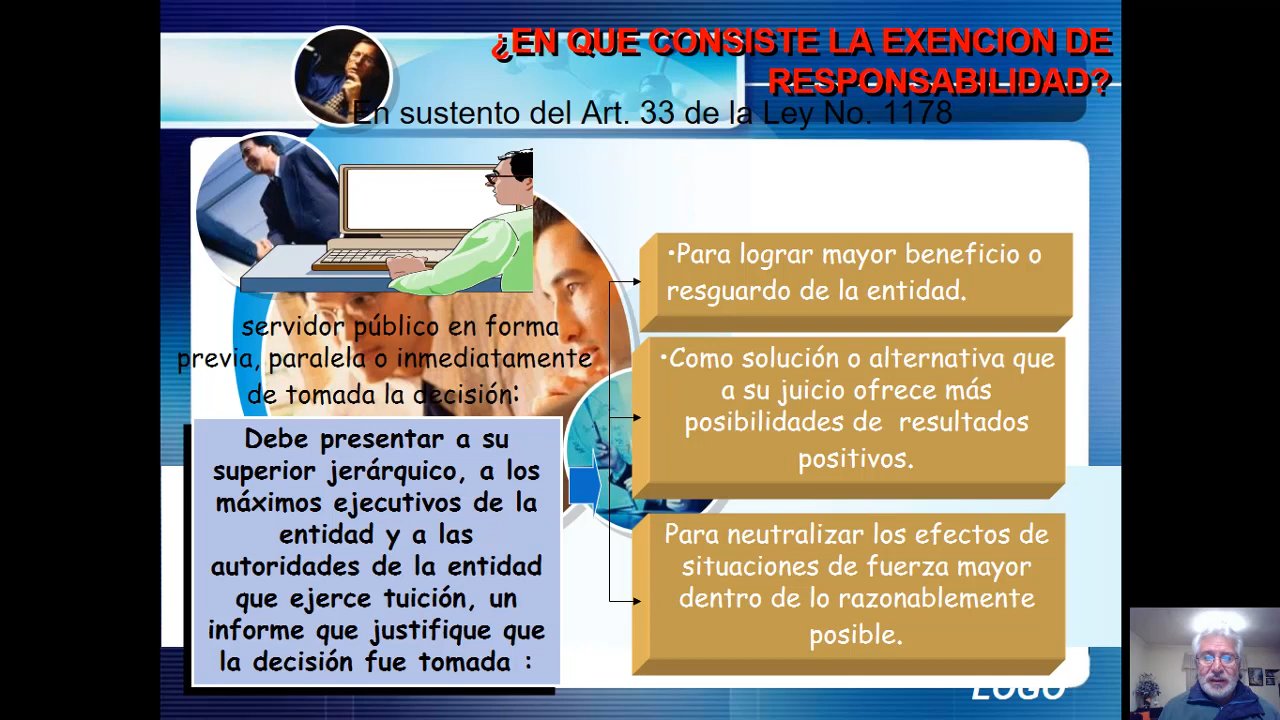 ¿EN QUE CONSISTE LA EXENCION DE
RESPONSABILIDAD?
En sustento del Art. 33 de la Ley No. 1178
servidor público en forma
previa, paralela o inmediatamente
de tomada la decisión:
Debe presentar a su
superior jerárquico, a los
máximos ejecutivos de la
entidad y a las
autoridades de la entidad
que ejerce tuición, un
informe que justifique que
la decisión fue tomada :
•Para lograr mayor beneficio o
resguardo de la entidad.
•Como solución o alternativa que
a su juicio ofrece más
posibilidades de resultados
positivos.
Para neutralizar los efectos de
situaciones de fuerza mayor
dentro de lo razonablemente
posible.
LOGO